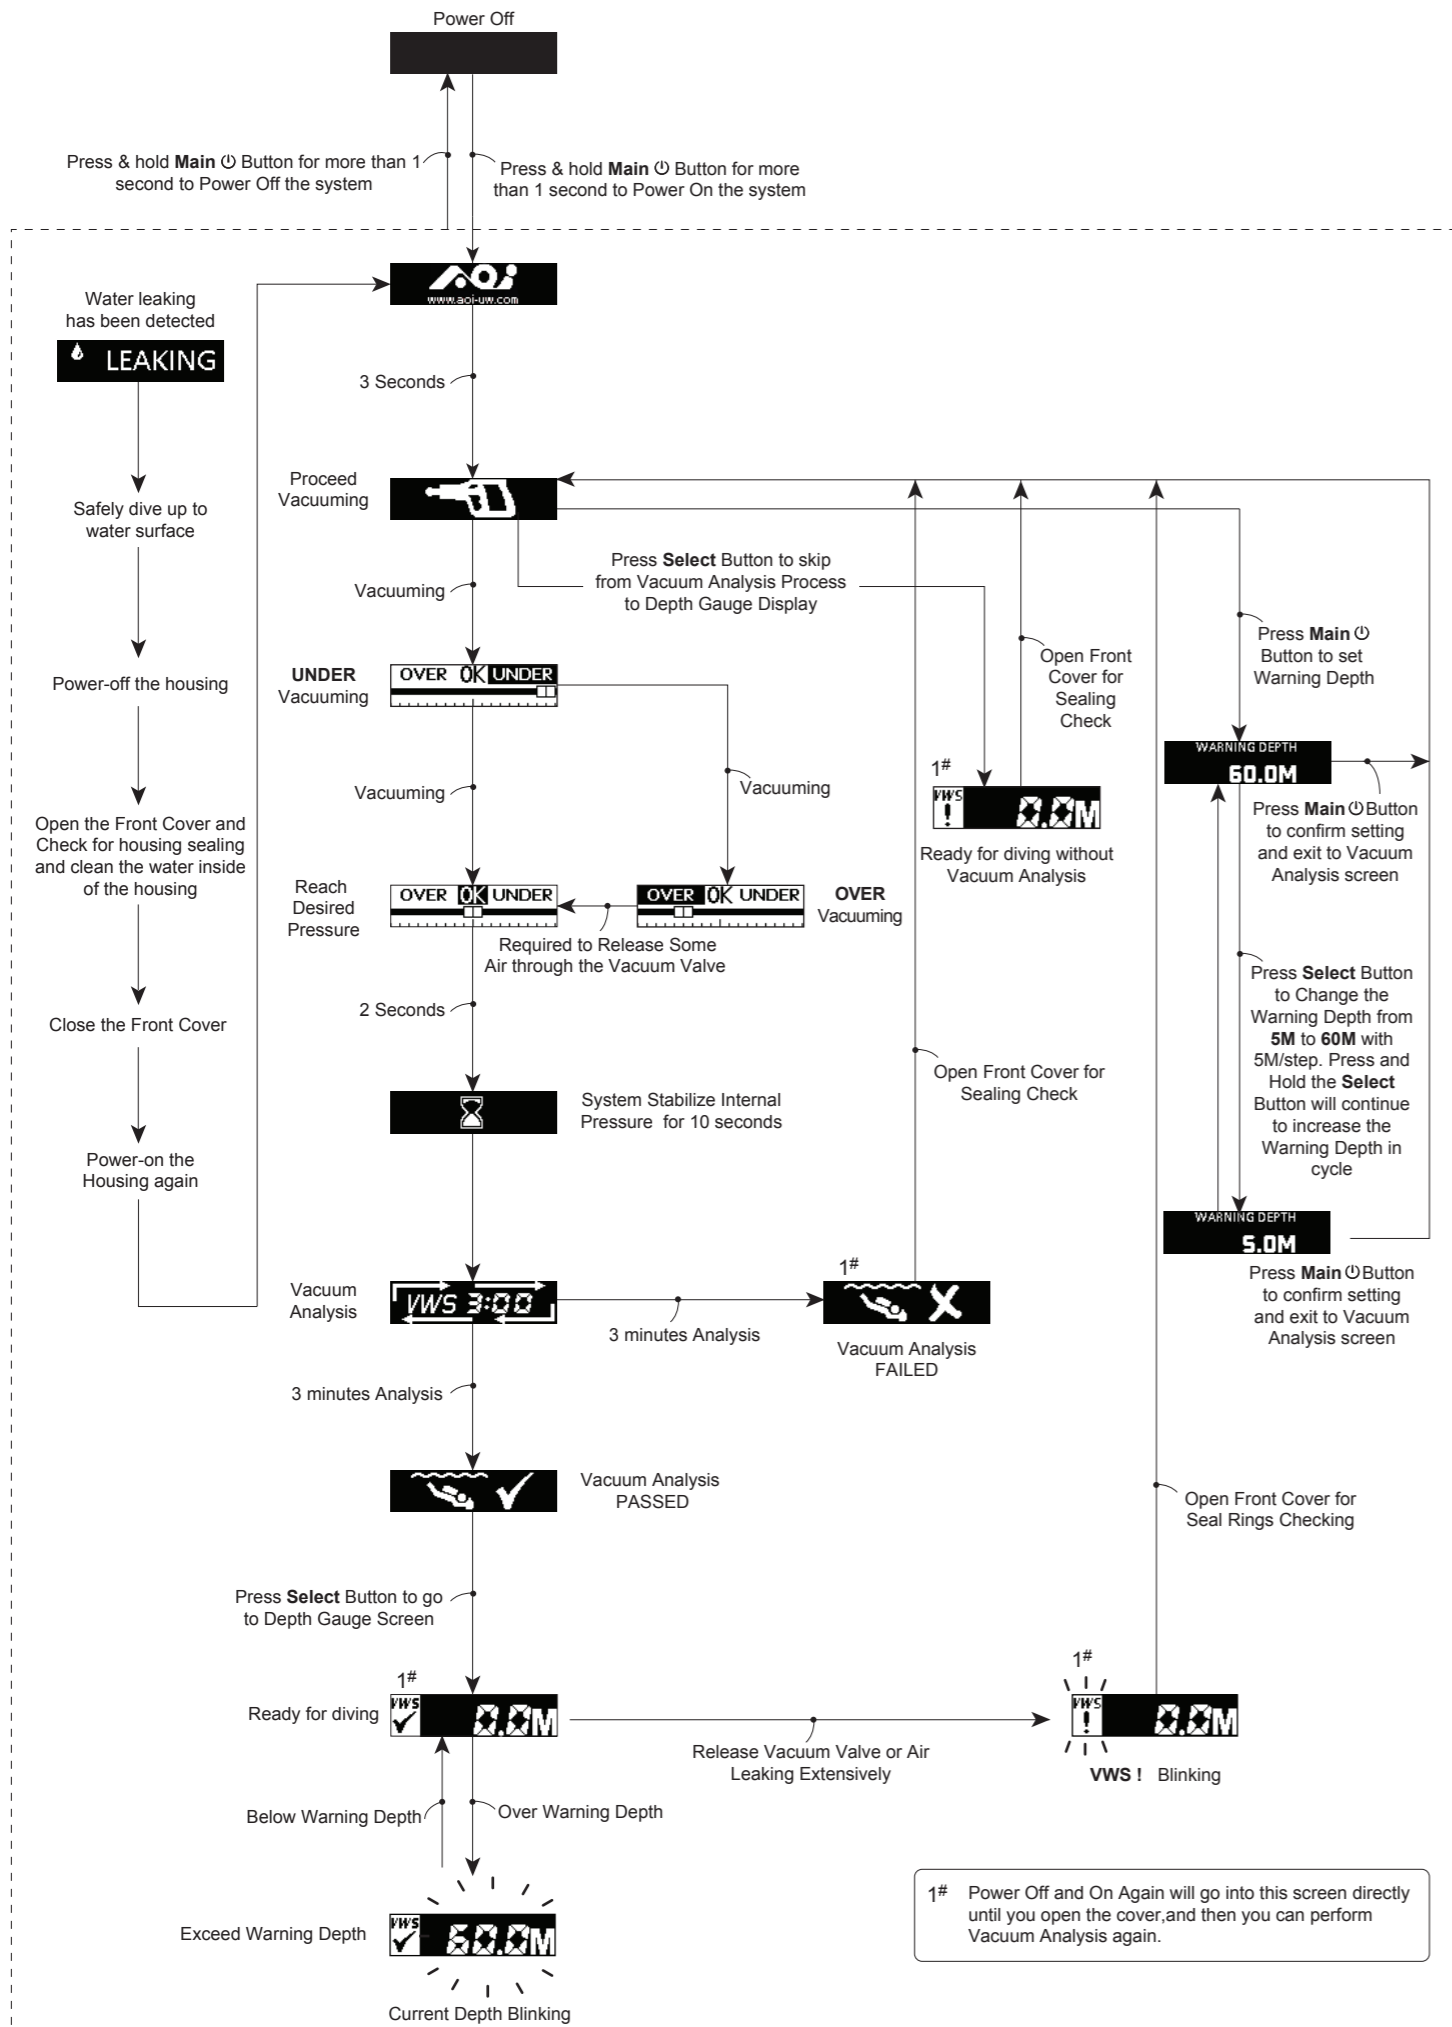 Power Off
Press & hold Main ⏻ Button for more than 1
second to Power Off the system
Press & hold Main ⏻ Button for more
than 1 second to Power On the system
AOi
www.aoi-uw.com
Water leaking
has been detected
LEAKING
3 Seconds
Proceed
Vacuuming
Safely dive up to
water surface
Press Select Button to skip
from Vacuum Analysis Process
to Depth Gauge Display
Vacuuming
Press Main ⏻
Button to set
Warning Depth
Open Front
Cover for
Sealing
Check
UNDER
Vacuuming
OVER OK UNDER
Power-off the housing
Vacuuming
Vacuuming
WARNING DEPTH
60.0M
1#
VWS
!
0.0M
Ready for diving without
Vacuum Analysis
Press Main ⏻ Button
to confirm setting
and exit to Vacuum
Analysis screen
Open the Front Cover and
Check for housing sealing
and clean the water inside
of the housing
Reach
Desired
Pressure
OVER OK UNDER
OVER OK UNDER
OVER
Vacuuming
Required to Release Some
Air through the Vacuum Valve
2 Seconds
Close the Front Cover
Press Select Button
to Change the
Warning Depth from
5M to 60M with
5M/step. Press and
Hold the Select
Button will continue
to increase the
Warning Depth in
cycle
Open Front Cover for
Sealing Check
System Stabilize Internal
Pressure for 10 seconds
Power-on the
Housing again
WARNING DEPTH
5.0M
Press Main ⏻ Button
to confirm setting
and exit to Vacuum
Analysis screen
Vacuum
Analysis
VWS 3:00
1#
3 minutes Analysis
Vacuum Analysis
FAILED
3 minutes Analysis
Vacuum Analysis
PASSED
Open Front Cover for
Seal Rings Checking
Press Select Button to go
to Depth Gauge Screen
1#
Ready for diving
VWS
0.0M
1#
VWS
!
0.0M
Release Vacuum Valve or Air
Leaking Extensively
VWS ! Blinking
Below Warning Depth
Over Warning Depth
Exceed Warning Depth
VWS
60.0M
Current Depth Blinking
1# Power Off and On Again will go into this screen directly
until you open the cover,and then you can perform
Vacuum Analysis again.